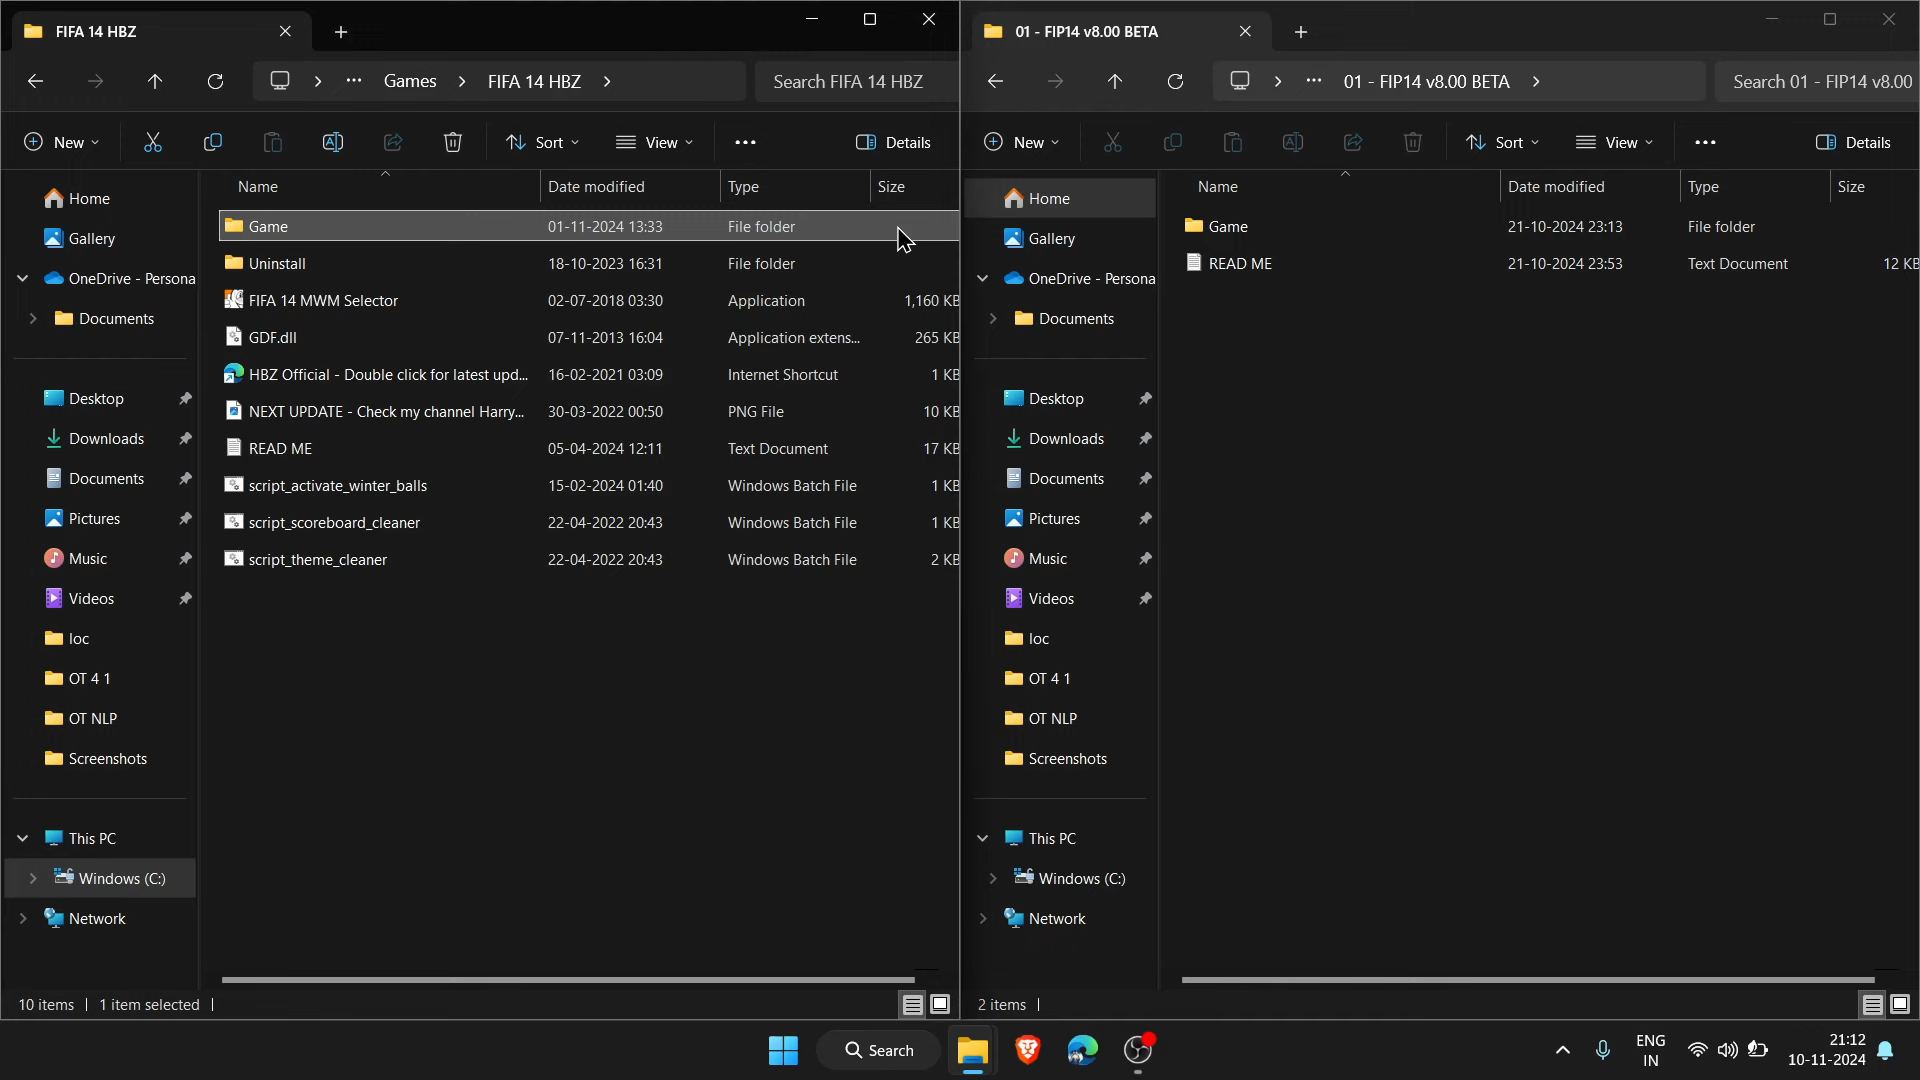 FIFA 14 HBZ
Games > FIFA 14 HBZ >
Search FIFA 14 HBZ
New
Sort
View
Details
Name
Date modified
Type
Size
Home
Gallery
OneDrive - Persona
Documents
Desktop
Downloads
Documents
Pictures
Music
Videos
loc
OT 4 1
OT NLP
Screenshots
This PC
Windows (C:)
Network
Game 01-11-2024 13:33 File folder
Uninstall 18-10-2023 16:31 File folder
FIFA 14 MWM Selector 02-07-2018 03:30 Application 1,160 KB
GDF.dll 07-11-2013 16:04 Application extens... 265 KB
HBZ Official - Double click for latest upd... 16-02-2021 03:09 Internet Shortcut 1 KB
NEXT UPDATE - Check my channel Harry... 30-03-2022 00:50 PNG File 10 KB
READ ME 05-04-2024 12:11 Text Document 17 KB
script_activate_winter_balls 15-02-2024 01:40 Windows Batch File 1 KB
script_scoreboard_cleaner 22-04-2022 20:43 Windows Batch File 1 KB
script_theme_cleaner 22-04-2022 20:43 Windows Batch File 2 KB
10 items | 1 item selected |
01 - FIP14 v8.00 BETA
01 - FIP14 v8.00 BETA >
Search 01 - FIP14 v8.00
New
Sort
View
Details
Name
Date modified
Type
Size
Home
Gallery
OneDrive - Persona
Documents
Desktop
Downloads
Documents
Pictures
Music
Videos
loc
OT 4 1
OT NLP
Screenshots
This PC
Windows (C:)
Network
Game 21-10-2024 23:13 File folder
READ ME 21-10-2024 23:53 Text Document 12 KB
2 items |
Search
ENG
IN
21:12
10-11-2024